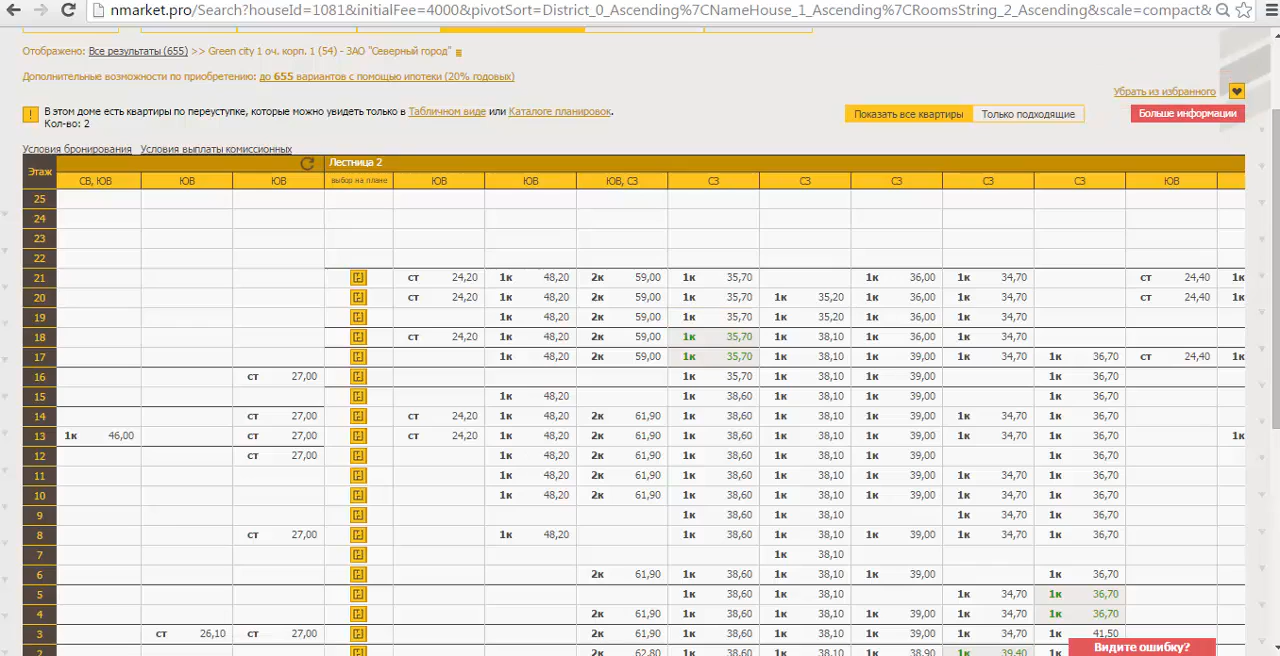 nmarket.pro/Search?houseId=1081&initialFee=4000&pivotSort=District_0_Ascending%7CNameHouse_1_Ascending%7CRoomsString_2_Ascending&scale=compact&
Отображено: Все результаты (655) >> Green city 1 оч. корп. 1 (54) - ЗАО "Северный город"
Дополнительные возможности по приобретению: до 655 вариантов с помощью ипотеки (20% годовых)
Убрать из избранного
! В этом доме есть квартиры по переуступке, которые можно увидеть только в Табличном виде или Каталоге планировок.
Кол-во: 2
Показать все квартиры Только подходящие Больше информации
Условия бронирования Условия выплаты комиссионных
Этаж Лестница 2
СВ, ЮВ ЮВ ЮВ выбор на плане ЮВ ЮВ ЮВ, СЗ СЗ СЗ СЗ СЗ СЗ ЮВ
25
24
23
22
21 ст 24,20 1к 48,20 2к 59,00 1к 35,70 1к 36,00 1к 34,70 ст 24,40 1к
20 ст 24,20 1к 48,20 2к 59,00 1к 35,70 1к 35,20 1к 36,00 1к 34,70 ст 24,40 1к
19 1к 48,20 2к 59,00 1к 35,70 1к 35,20 1к 36,00 1к 34,70
18 ст 24,20 1к 48,20 2к 59,00 1к 35,70 1к 38,10 1к 36,00 1к 34,70
17 1к 48,20 2к 59,00 1к 35,70 1к 38,10 1к 39,00 1к 34,70 1к 36,70 ст 24,40 1к
16 ст 27,00 1к 35,70 1к 38,10 1к 39,00 1к 36,70
15 1к 48,20 1к 38,60 1к 38,10 1к 39,00 1к 36,70
14 ст 27,00 ст 24,20 1к 48,20 2к 61,90 1к 38,60 1к 38,10 1к 39,00 1к 34,70 1к 36,70
13 1к 46,00 ст 27,00 ст 24,20 1к 48,20 2к 61,90 1к 38,60 1к 38,10 1к 39,00 1к 34,70 1к 36,70 1к
12 ст 27,00 1к 48,20 2к 61,90 1к 38,60 1к 38,10 1к 39,00 1к 36,70
11 1к 48,20 2к 61,90 1к 38,60 1к 38,10 1к 39,00 1к 34,70 1к 36,70
10 1к 48,20 2к 61,90 1к 38,60 1к 38,10 1к 39,00 1к 34,70 1к 36,70
9 1к 38,60 1к 38,10 1к 34,70 1к 36,70
8 ст 27,00 1к 48,20 1к 38,60 1к 38,10 1к 39,00 1к 34,70 1к 36,70
7 1к 38,10
6 2к 61,90 1к 38,60 1к 38,10 1к 39,00 1к 36,70
5 1к 38,60 1к 38,10 1к 34,70 1к 36,70
4 2к 61,90 1к 38,60 1к 38,10 1к 39,00 1к 34,70 1к 36,70
3 ст 26,10 ст 27,00 2к 61,90 1к 38,60 1к 38,10 1к 39,00 1к 34,70 1к 41,50
2 2к 62,80 1к 38,60 1к 38,10 1к 38,90 1к 39,40
Видите ошибку?